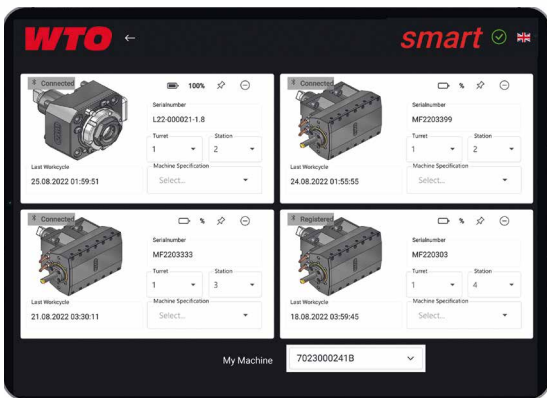 WTO
smart
Connected
100%
Serialnumber
L22-000021-1.8
Turret
Station
1
2
Last Workcycle
Machine Specification
25.08.2022 01:59:51
Select...
Connected
%
Serialnumber
MF2203399
Turret
Station
1
2
Last Workcycle
Machine Specification
24.08.2022 01:55:55
Select...
Connected
%
Serialnumber
MF2203333
Turret
Station
1
3
Last Workcycle
Machine Specification
21.08.2022 03:30:11
Select...
Registered
%
Serialnumber
MF220303
Turret
Station
1
4
Last Workcycle
Machine Specification
18.08.2022 03:59:45
Select...
My Machine
7023000241B